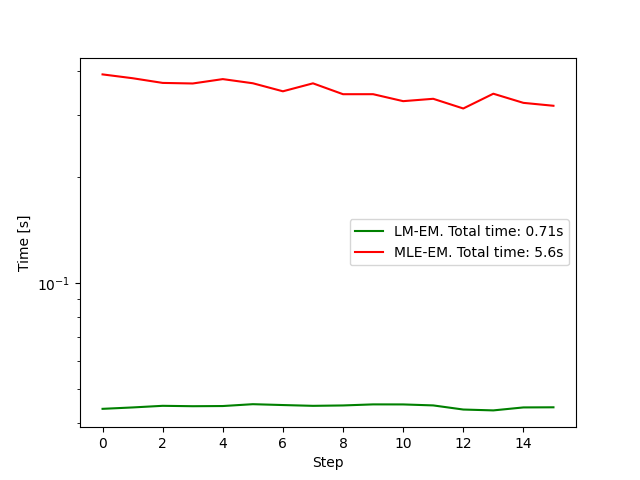 Time [s]
10⁻¹
LM-EM. Total time: 0.71s
MLE-EM. Total time: 5.6s
0 2 4 6 8 10 12 14
Step